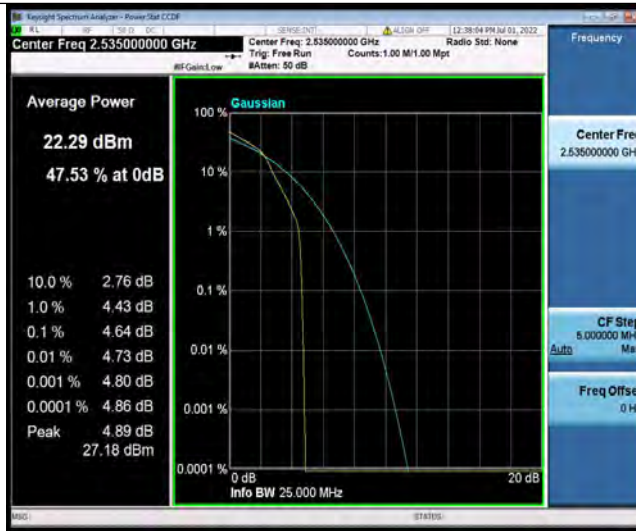 Keysight Spectrum Analyzer - Power Stat CCDF
RL RF 50 Ω DC SENSE:INT ALIGN OFF 12:38:04 PM Jul 01, 2022
Center Freq 2.535000000 GHz
Center Freq: 2.535000000 GHz Radio Std: None
Trig: Free Run Counts:1.00 M/1.00 Mpt
#IFGain:Low #Atten: 50 dB
Frequency
Average Power
22.29 dBm
47.53 % at 0dB
10.0 % 2.76 dB
1.0 % 4.43 dB
0.1 % 4.64 dB
0.01 % 4.73 dB
0.001 % 4.80 dB
0.0001 % 4.86 dB
Peak 4.89 dB
27.18 dBm
Gaussian
100 %
10 %
1 %
0.1 %
0.01 %
0.001 %
0.0001 %
0 dB 20 dB
Info BW 25.000 MHz
Center Fre
2.535000000 GH
CF Step
5.000000 MH
Auto Ma
Freq Offse
0 H
MSG STATUS